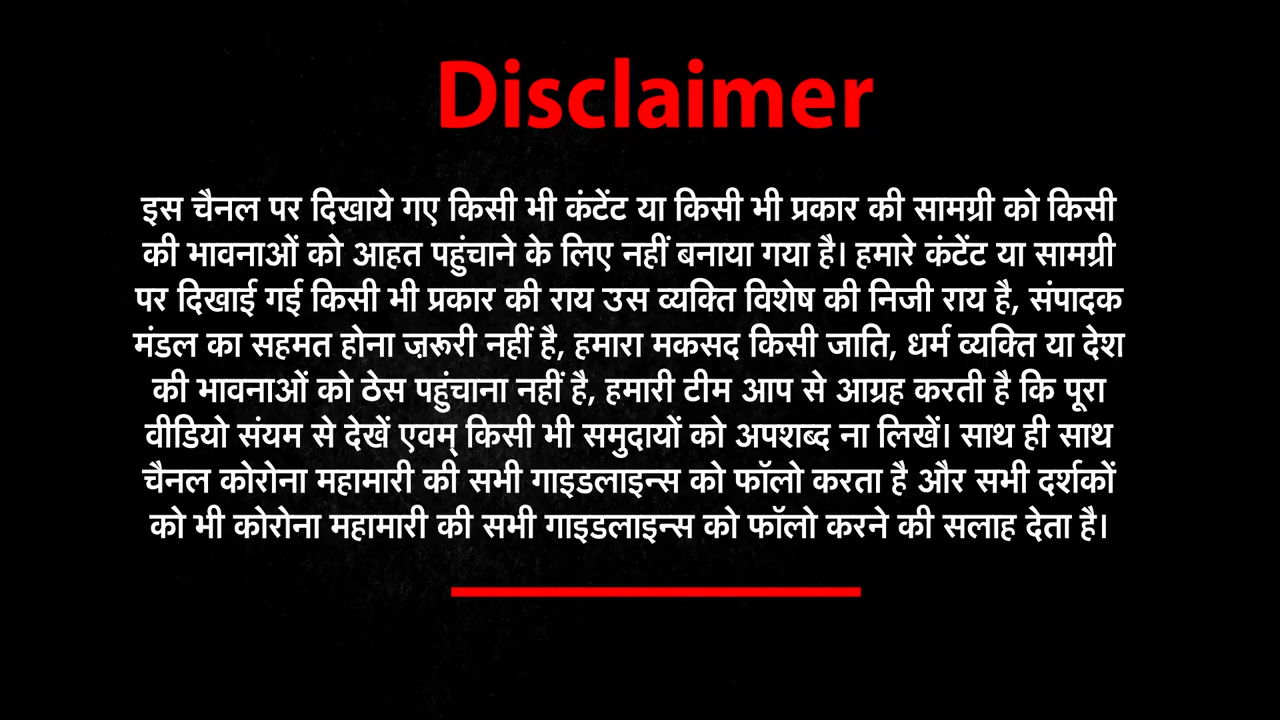 Disclaimer
इस चैनल पर दिखाये गए किसी भी कंटेंट या किसी भी प्रकार की सामग्री को किसी
की भावनाओं को आहत पहुंचाने के लिए नहीं बनाया गया है। हमारे कंटेंट या सामग्री
पर दिखाई गई किसी भी प्रकार की राय उस व्यक्ति विशेष की निजी राय है, संपादक
मंडल का सहमत होना ज़रूरी नहीं है, हमारा मकसद किसी जाति, धर्म व्यक्ति या देश
की भावनाओं को ठेस पहुंचाना नहीं है, हमारी टीम आप से आग्रह करती है कि पूरा
वीडियो संयम से देखें एवम् किसी भी समुदायों को अपशब्द ना लिखें। साथ ही साथ
चैनल कोरोना महामारी की सभी गाइडलाइन्स को फॉलो करता है और सभी दर्शकों
को भी कोरोना महामारी की सभी गाइडलाइन्स को फॉलो करने की सलाह देता है।